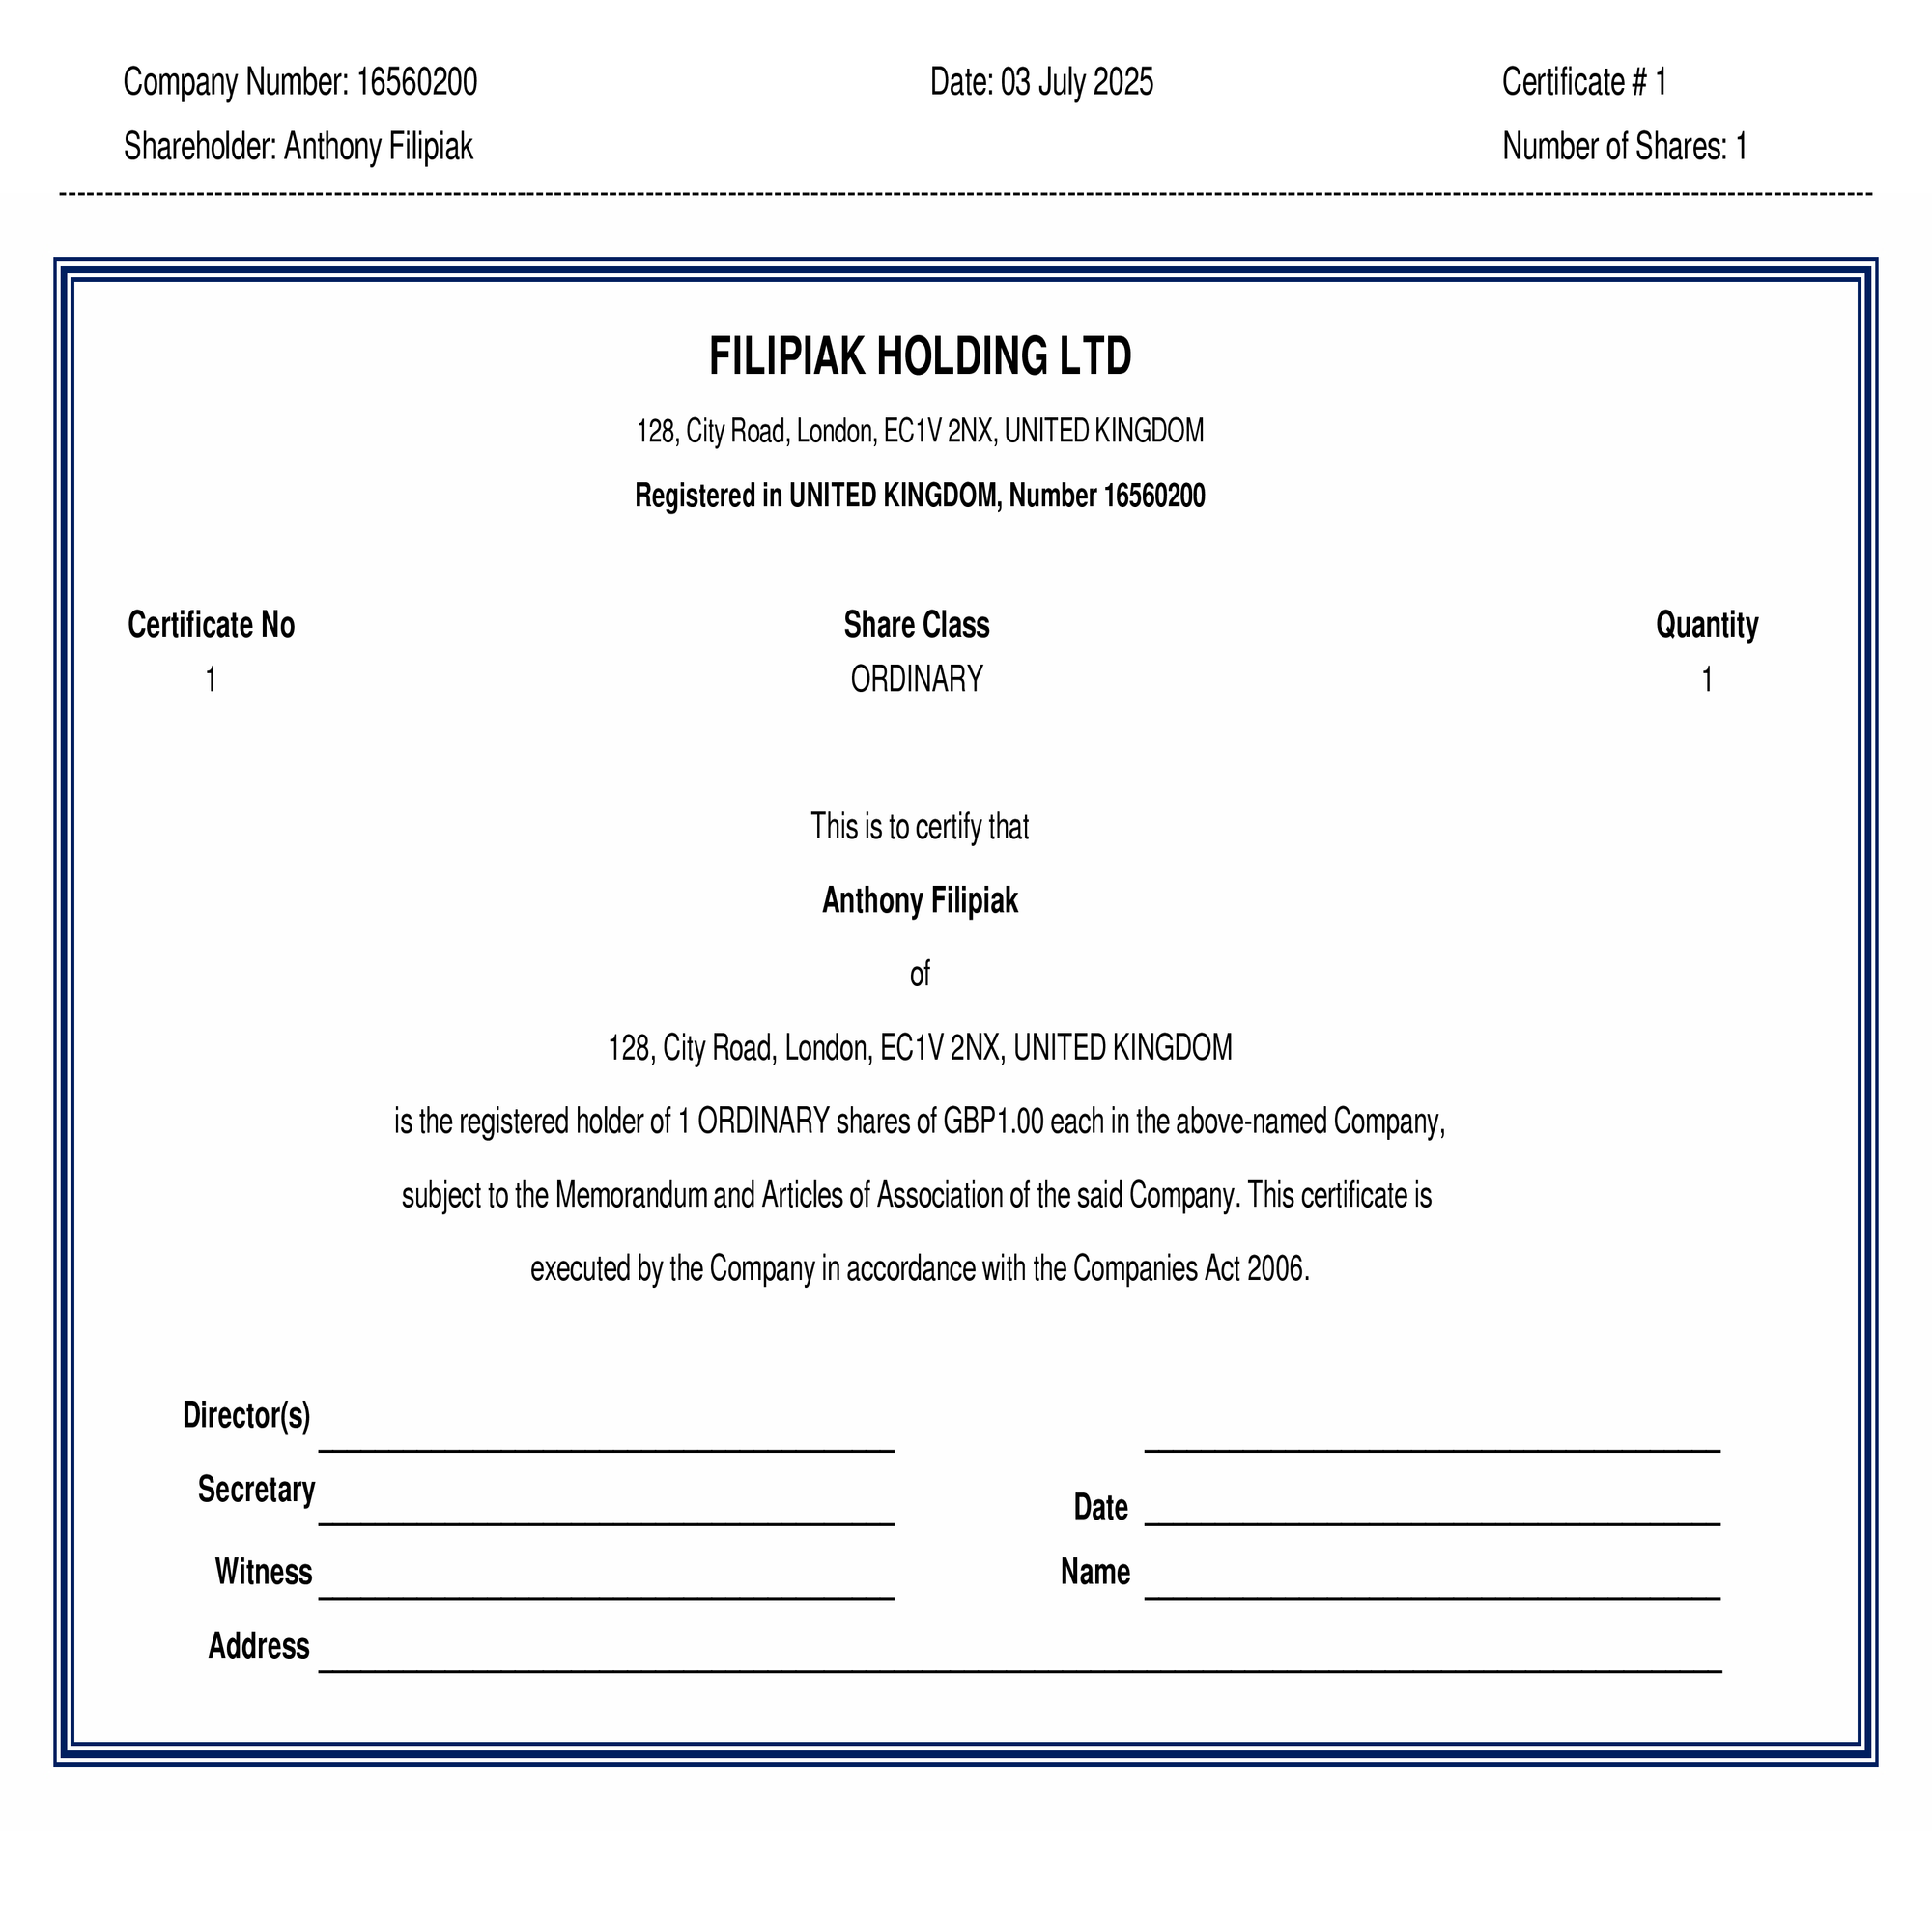 Company Number: 16560200 Date: 03 July 2025 Certificate # 1
Shareholder: Anthony Filipiak Number of Shares: 1
FILIPIAK HOLDING LTD
128, City Road, London, EC1V 2NX, UNITED KINGDOM
Registered in UNITED KINGDOM, Number 16560200
Certificate No Share Class Quantity
1 ORDINARY 1
This is to certify that
Anthony Filipiak
of
128, City Road, London, EC1V 2NX, UNITED KINGDOM
is the registered holder of 1 ORDINARY shares of GBP1.00 each in the above-named Company,
subject to the Memorandum and Articles of Association of the said Company. This certificate is
executed by the Company in accordance with the Companies Act 2006.
Director(s)
Secretary Date
Witness Name
Address